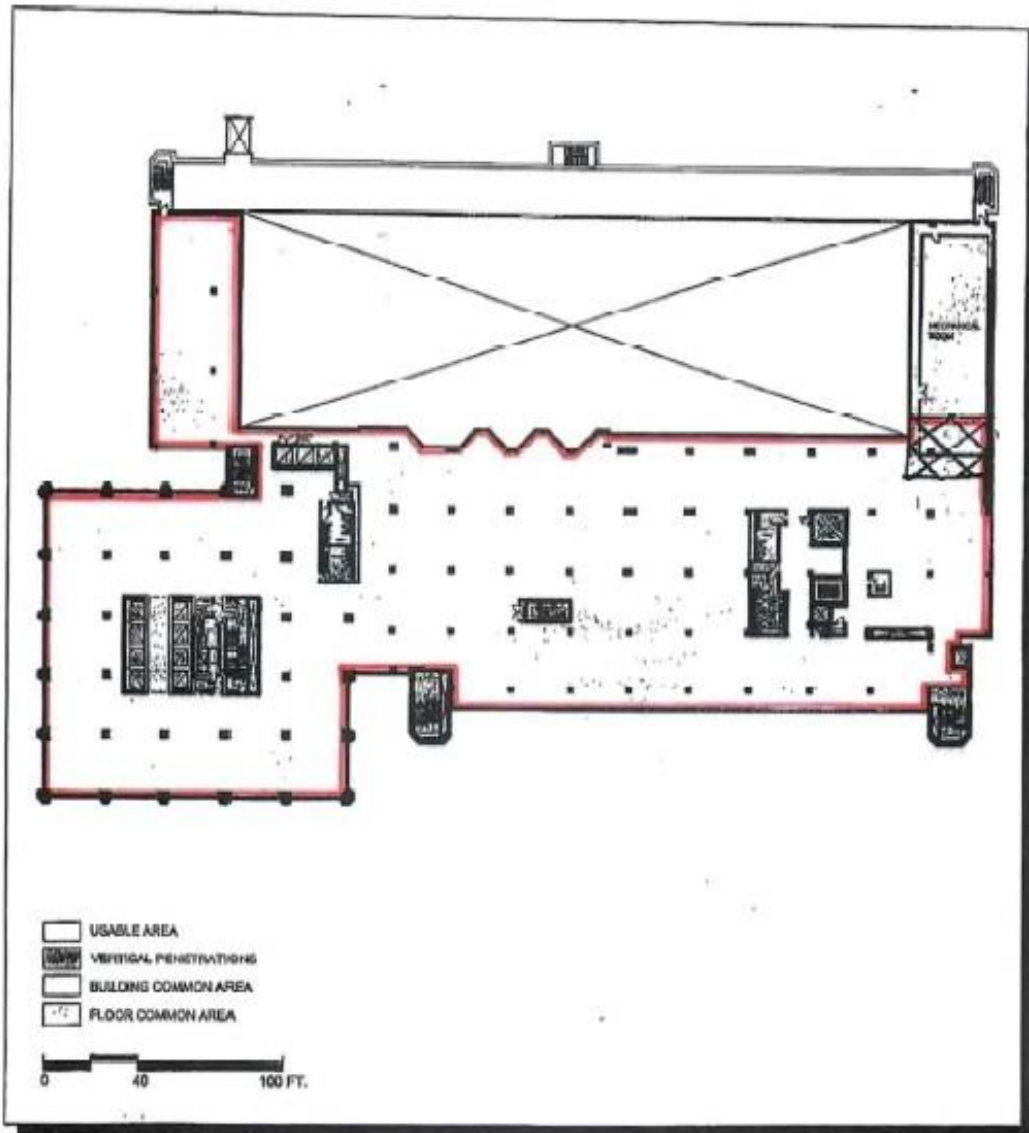 MECHANICAL
ROOM
USABLE AREA
VERTICAL PENETRATIONS
BUILDING COMMON AREA
FLOOR COMMON AREA
0 40 100 FT.